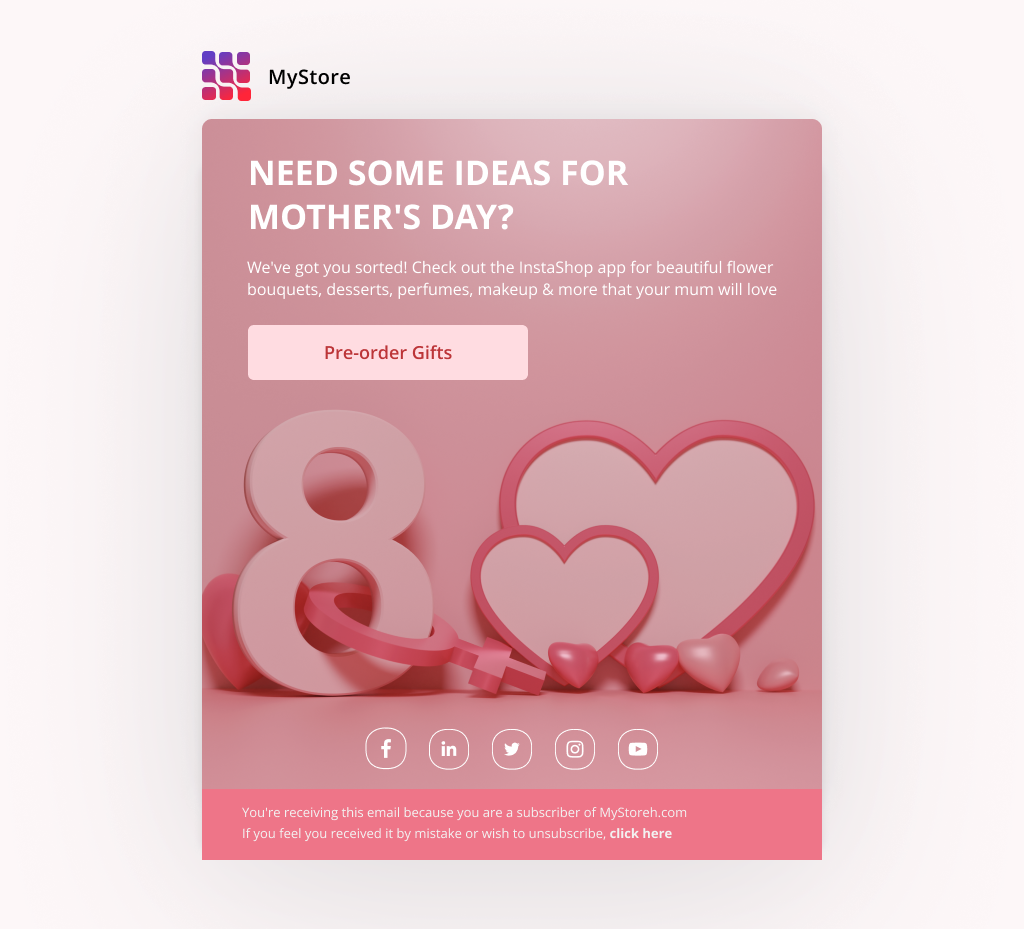 MyStore
NEED SOME IDEAS FOR
MOTHER'S DAY?
We've got you sorted! Check out the InstaShop app for beautiful flower
bouquets, desserts, perfumes, makeup & more that your mum will love
Pre-order Gifts
8
You're receiving this email because you are a subscriber of MyStoreh.com
If you feel you received it by mistake or wish to unsubscribe, click here